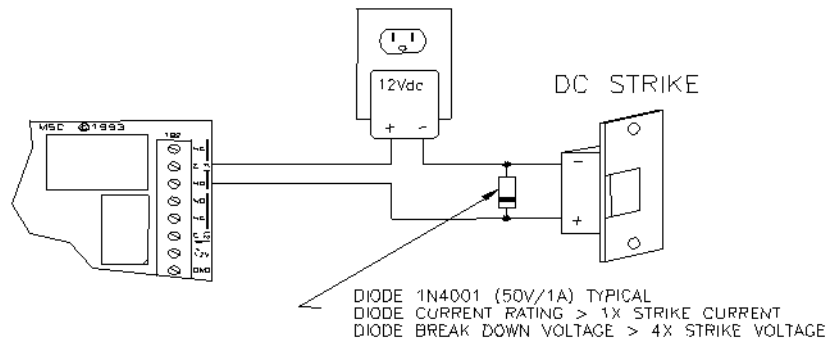 12Vdc
+ −
DC STRIKE
MSC ©1993
−
+
GND
DIODE 1N4001 (50V/1A) TYPICAL
DIODE CURRENT RATING > 1X STRIKE CURRENT
DIODE BREAK DOWN VOLTAGE > 4X STRIKE VOLTAGE